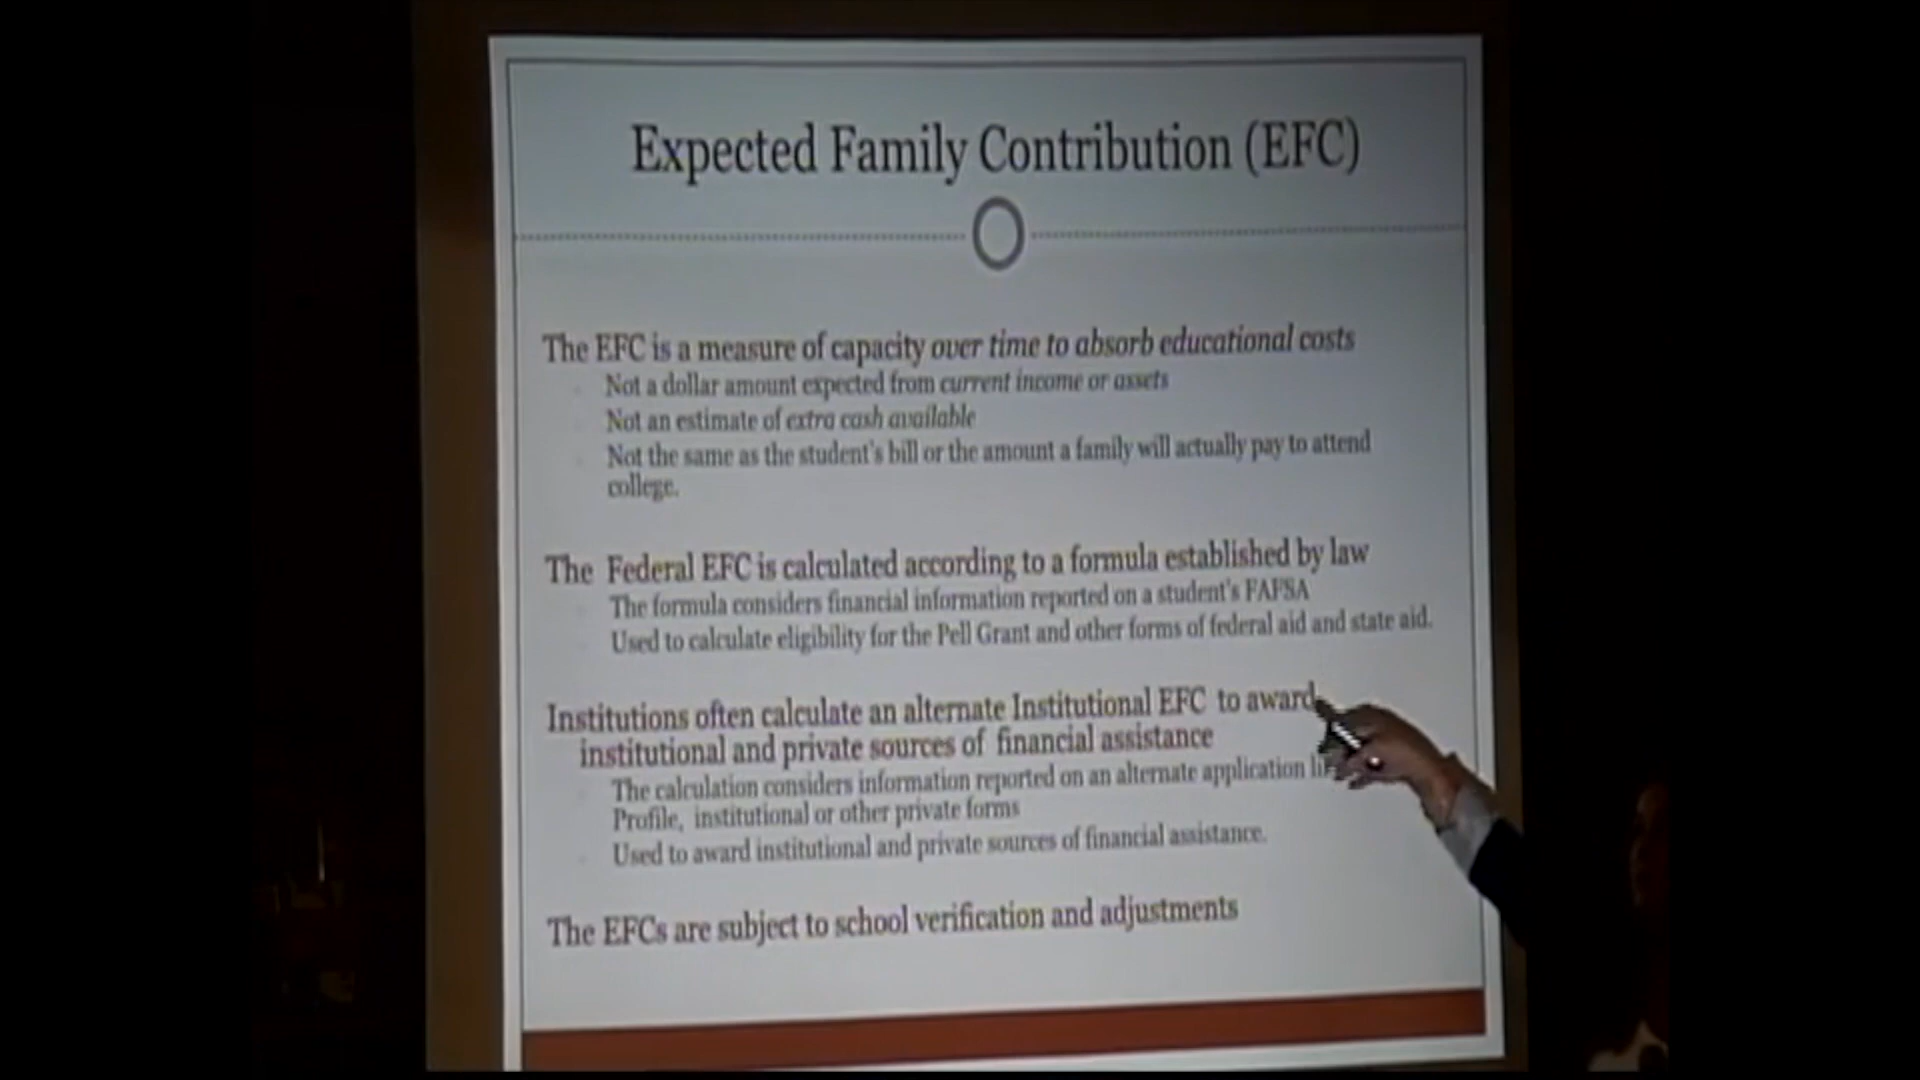 Expected Family Contribution (EFC)
The EFC is a measure of capacity over time to absorb educational costs
Not a dollar amount expected from current income or assets
Not an estimate of extra cash available
Not the same as the student's bill or the amount a family will actually pay to attend
college.
The Federal EFC is calculated according to a formula established by law
The formula considers financial information reported on a student's FAFSA
Used to calculate eligibility for the Pell Grant and other forms of federal aid and state aid.
Institutions often calculate an alternate Institutional EFC to award
institutional and private sources of financial assistance
The calculation considers information reported on an alternate application
Profile, institutional or other private forms
Used to award institutional and private sources of financial assistance.
The EFCs are subject to school verification and adjustments